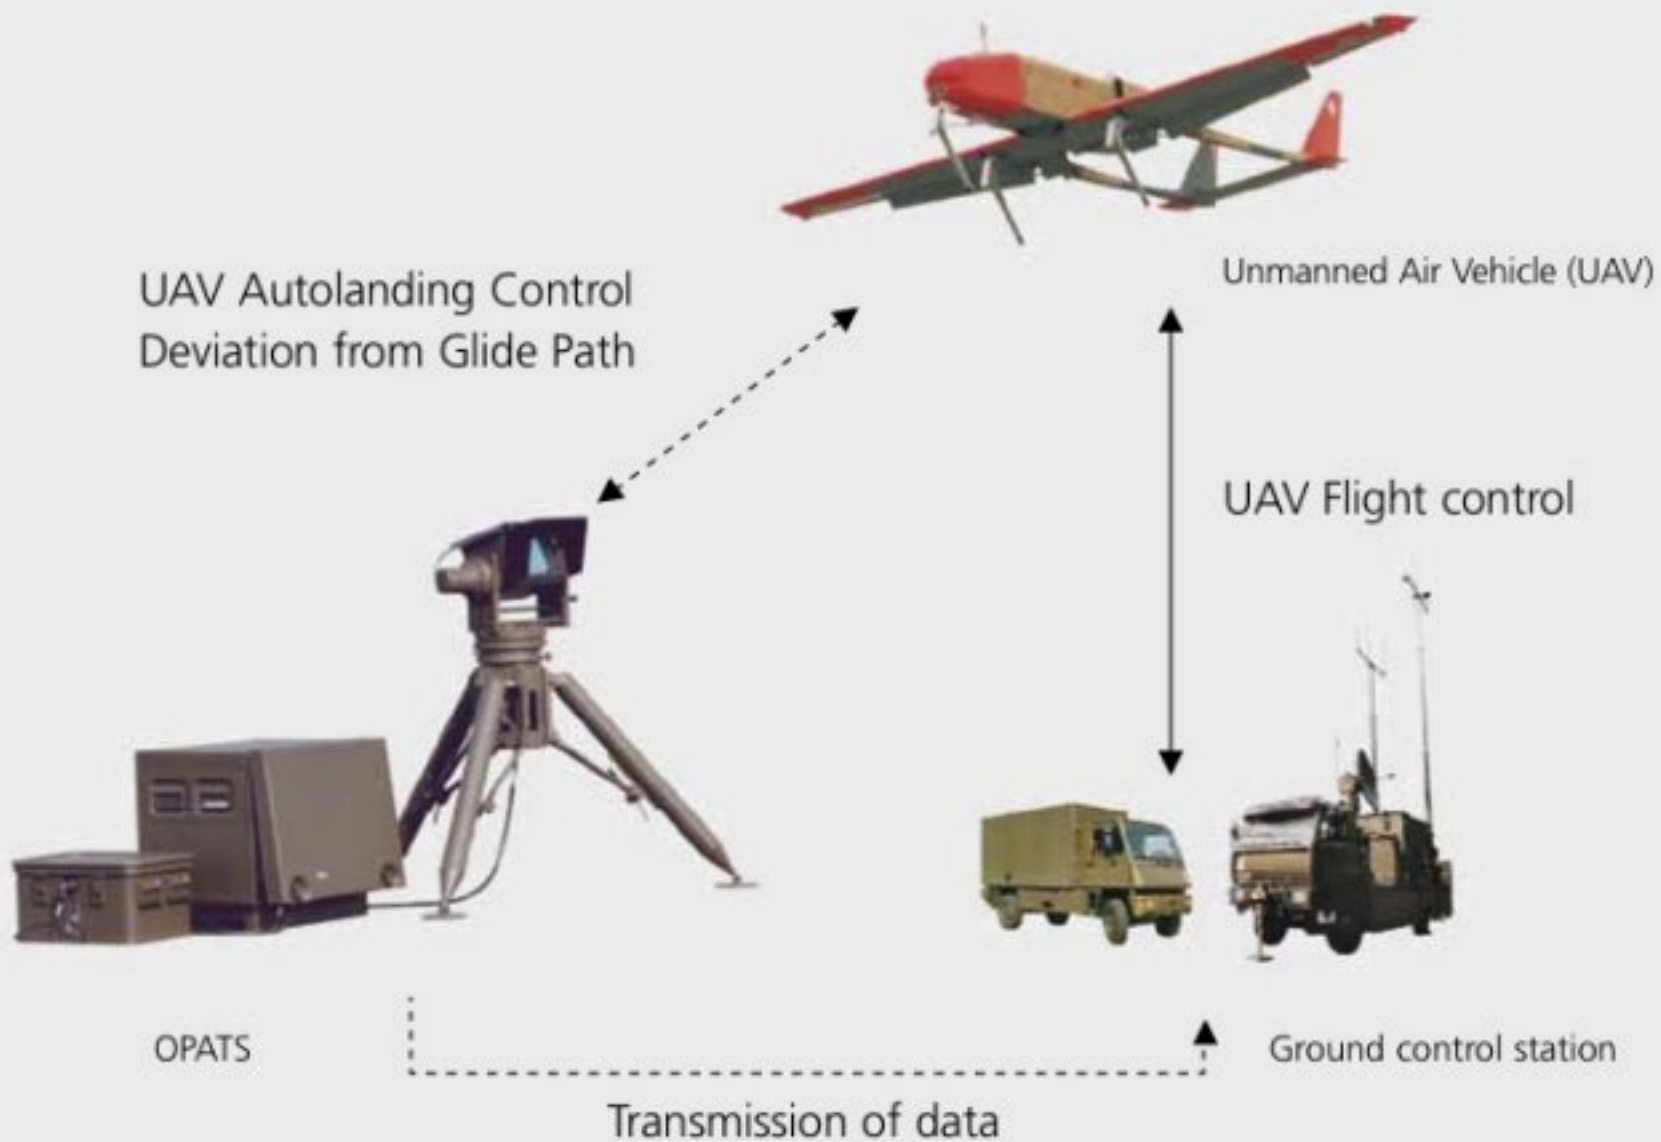 UAV Autolanding Control
Deviation from Glide Path
Unmanned Air Vehicle (UAV)
UAV Flight control
OPATS
Ground control station
Transmission of data